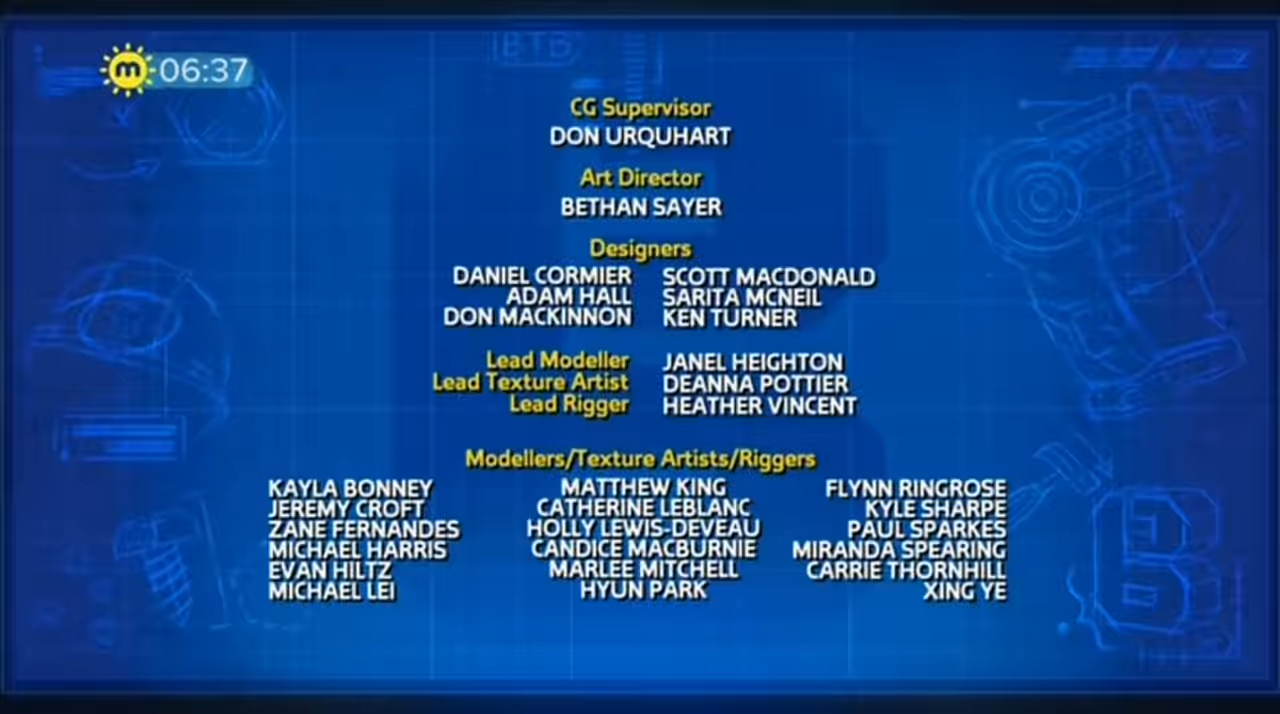 m 06:37
BTB
CG Supervisor
DON URQUHART
Art Director
BETHAN SAYER
Designers
DANIEL CORMIER SCOTT MACDONALD
ADAM HALL SARITA MCNEIL
DON MACKINNON KEN TURNER
Lead Modeller JANEL HEIGHTON
Lead Texture Artist DEANNA POTTIER
Lead Rigger HEATHER VINCENT
Modellers/Texture Artists/Riggers
KAYLA BONNEY MATTHEW KING FLYNN RINGROSE
JEREMY CROFT CATHERINE LEBLANC KYLE SHARPE
ZANE FERNANDES HOLLY LEWIS-DEVEAU PAUL SPARKES
MICHAEL HARRIS CANDICE MACBURNIE MIRANDA SPEARING
EVAN HILTZ MARLEE MITCHELL CARRIE THORNHILL
MICHAEL LEI HYUN PARK XING YE
B